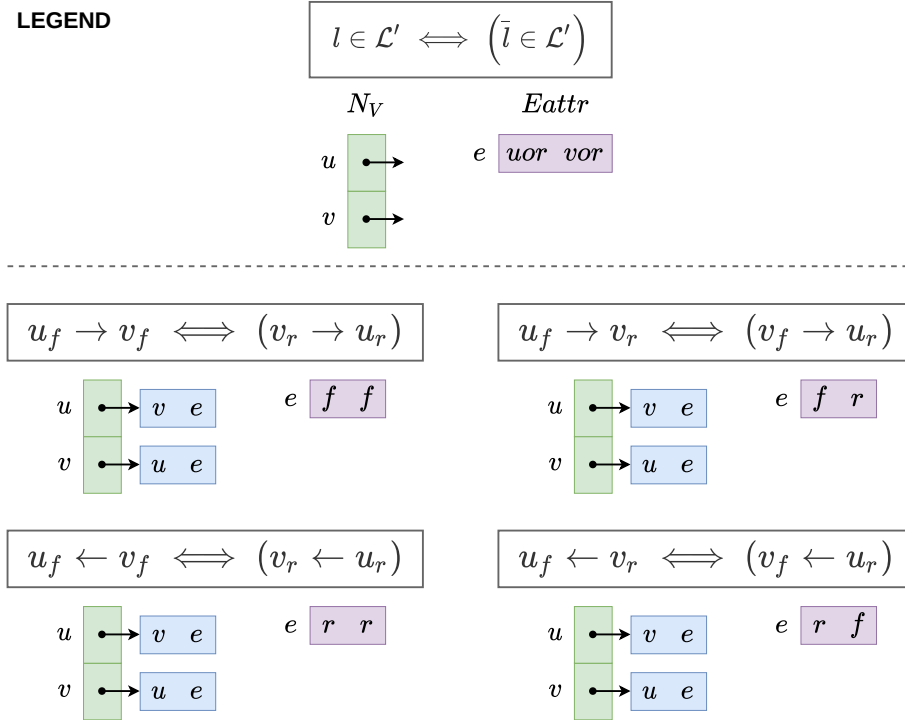 LEGEND
l ∈ 𝓛′ ⟺ (l̄ ∈ 𝓛′)
N_V Eattr
u e uor vor
v
u_f → v_f ⟺ (v_r → u_r)
u v e e f f
v u e
u_f → v_r ⟺ (v_f → u_r)
u v e e f r
v u e
u_f ← v_f ⟺ (v_r ← u_r)
u v e e r r
v u e
u_f ← v_r ⟺ (v_f ← u_r)
u v e e r f
v u e